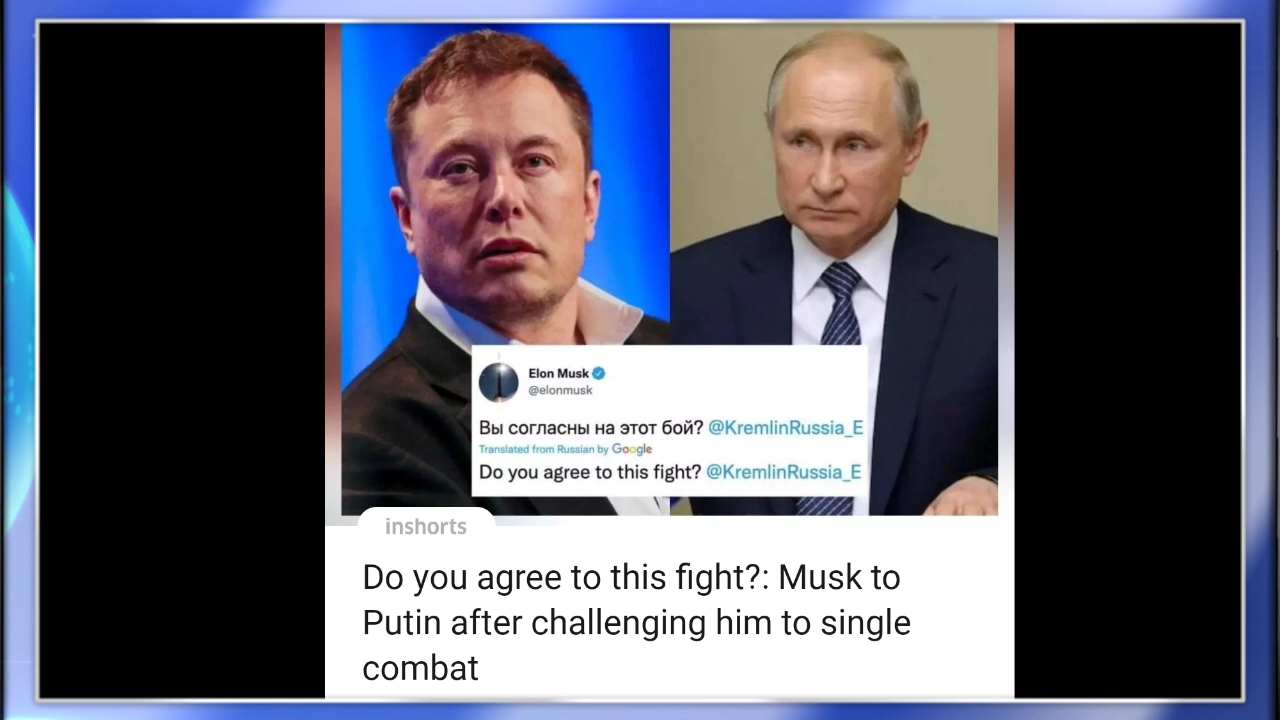 Elon Musk
@elonmusk
Вы согласны на этот бой? @KremlinRussia_E
Translated from Russian by Google
Do you agree to this fight? @KremlinRussia_E
inshorts
Do you agree to this fight?: Musk to
Putin after challenging him to single
combat